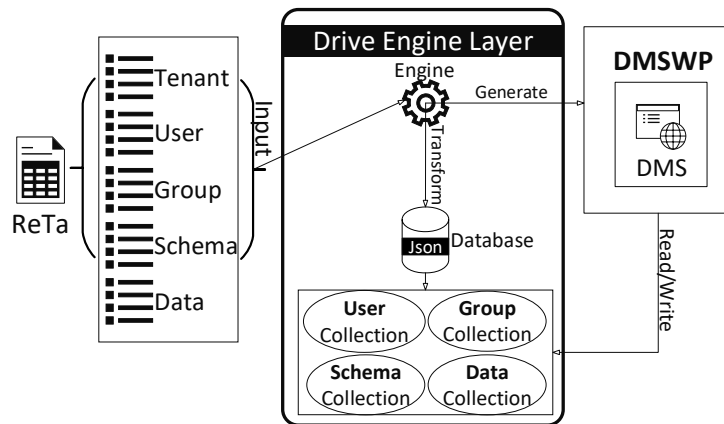 ReTa
Tenant
User
Group
Schema
Data
Input
Drive Engine Layer
Engine
Generate
Transform
Json
Database
User
Collection
Group
Collection
Schema
Collection
Data
Collection
DMSWP
DMS
Read/Write